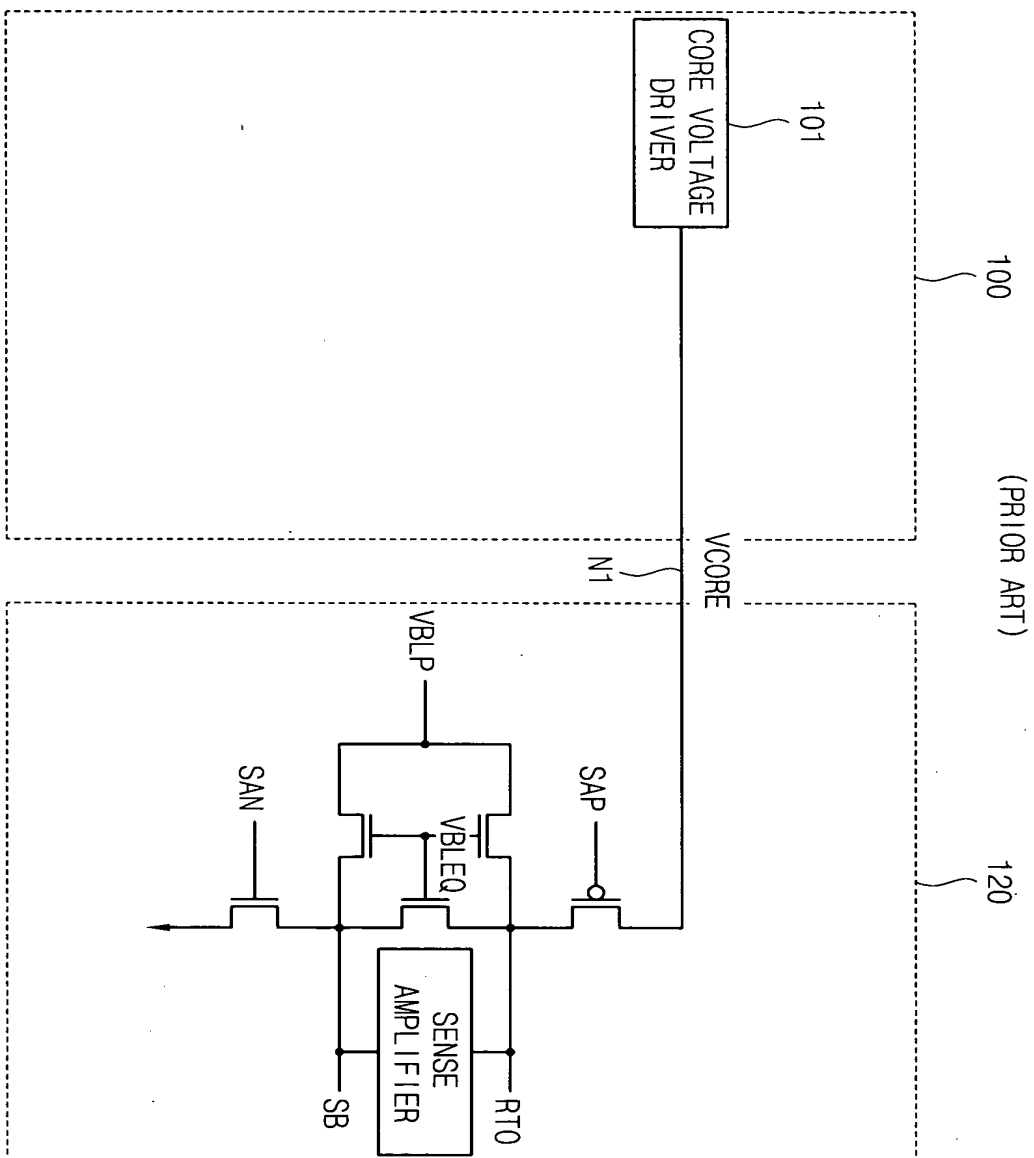 (PRIOR ART)
100
120
101
CORE VOLTAGE
DRIVER
VCORE
N1
SAP
VBLP
VBLEQ
SAN
RTO
SENSE
AMPLIFIER
SB